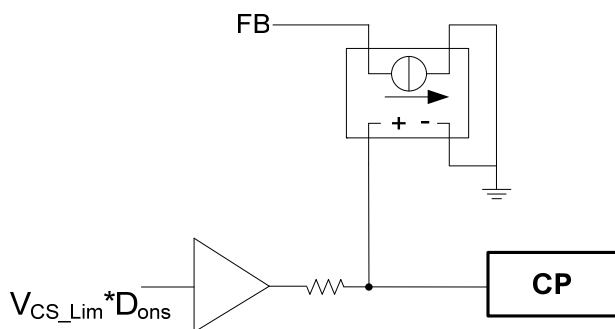 FB
+ -
V_CS_Lim*D_ons
CP